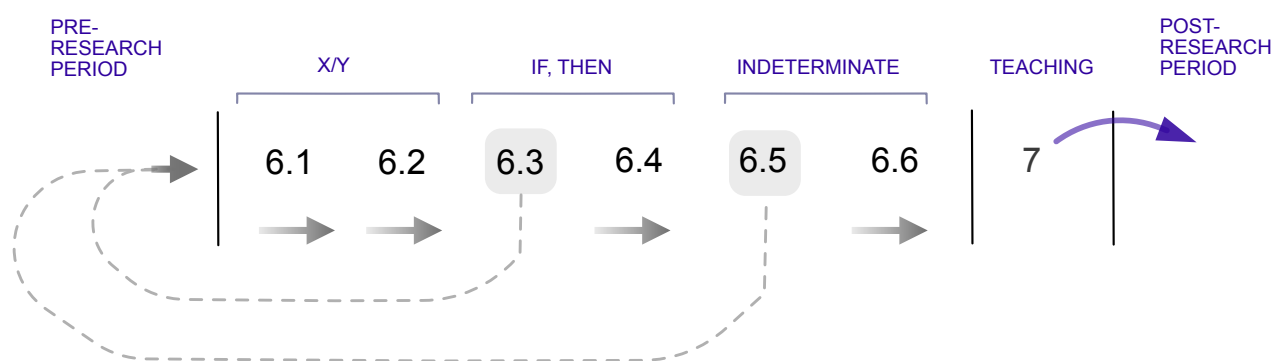 PRE-
RESEARCH
PERIOD
X/Y
IF, THEN
INDETERMINATE
TEACHING
POST-
RESEARCH
PERIOD
6.1
6.2
6.3
6.4
6.5
6.6
7